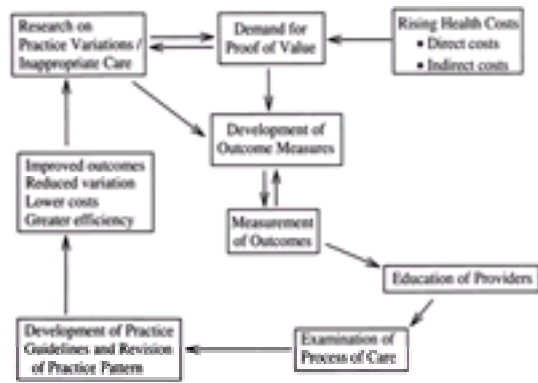 Research on
Practice Variations /
Inappropriate Care
Demand for
Proof of Value
Rising Health Costs
• Direct costs
• Indirect costs
Development of
Outcome Measures
Improved outcomes
Reduced variation
Lower costs
Greater efficiency
Measurement
of Outcomes
Education of Providers
Development of Practice
Guidelines and Revision
of Practice Pattern
Examination of
Process of Care